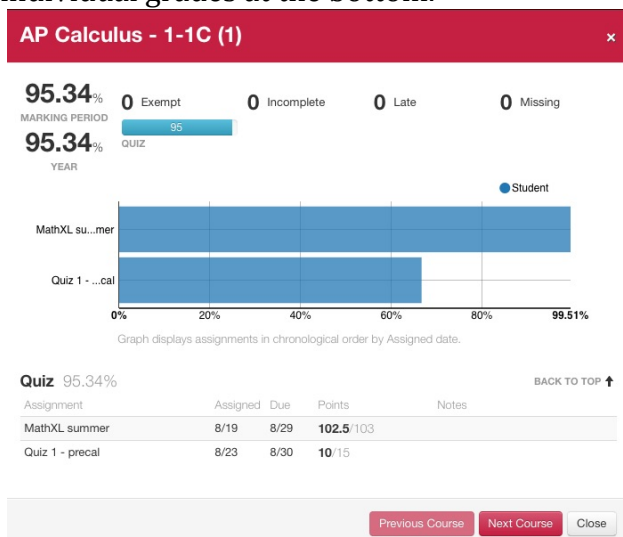 AP Calculus - 1-1C (1) ×
95.34%
MARKING PERIOD
95.34%
YEAR
0 Exempt 0 Incomplete 0 Late 0 Missing
95
QUIZ
Student
MathXL su...mer
Quiz 1 - ...cal
0% 20% 40% 60% 80% 99.51%
Graph displays assignments in chronological order by Assigned date.
Quiz 95.34% BACK TO TOP
Assignment Assigned Due Points Notes
MathXL summer 8/19 8/29 102.5/103
Quiz 1 - precal 8/23 8/30 10/15
Previous Course Next Course Close